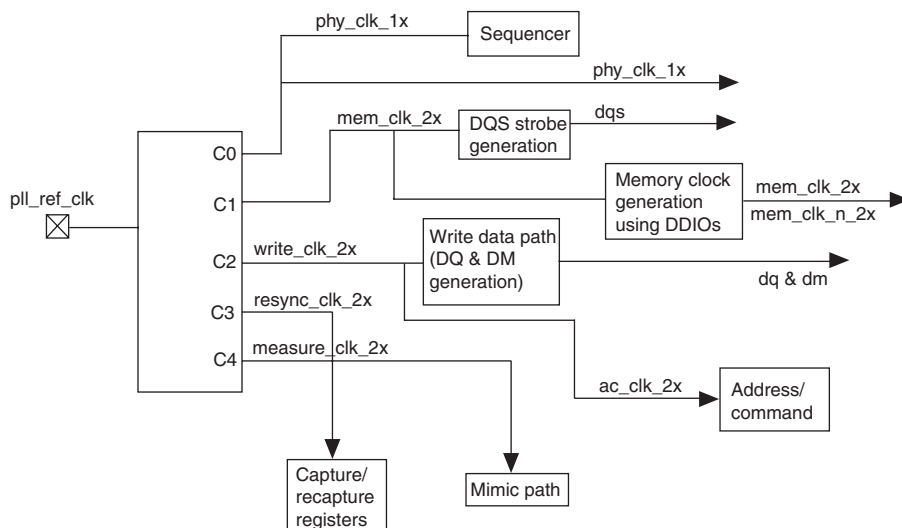 phy_clk_1x
Sequencer
phy_clk_1x
mem_clk_2x
DQS strobe
generation
dqs
C0
pll_ref_clk
C1
Memory clock
generation
using DDIOs
mem_clk_2x
mem_clk_n_2x
C2
write_clk_2x
Write data path
(DQ & DM
generation)
dq & dm
C3
resync_clk_2x
C4
measure_clk_2x
ac_clk_2x
Address/
command
Capture/
recapture
registers
Mimic path